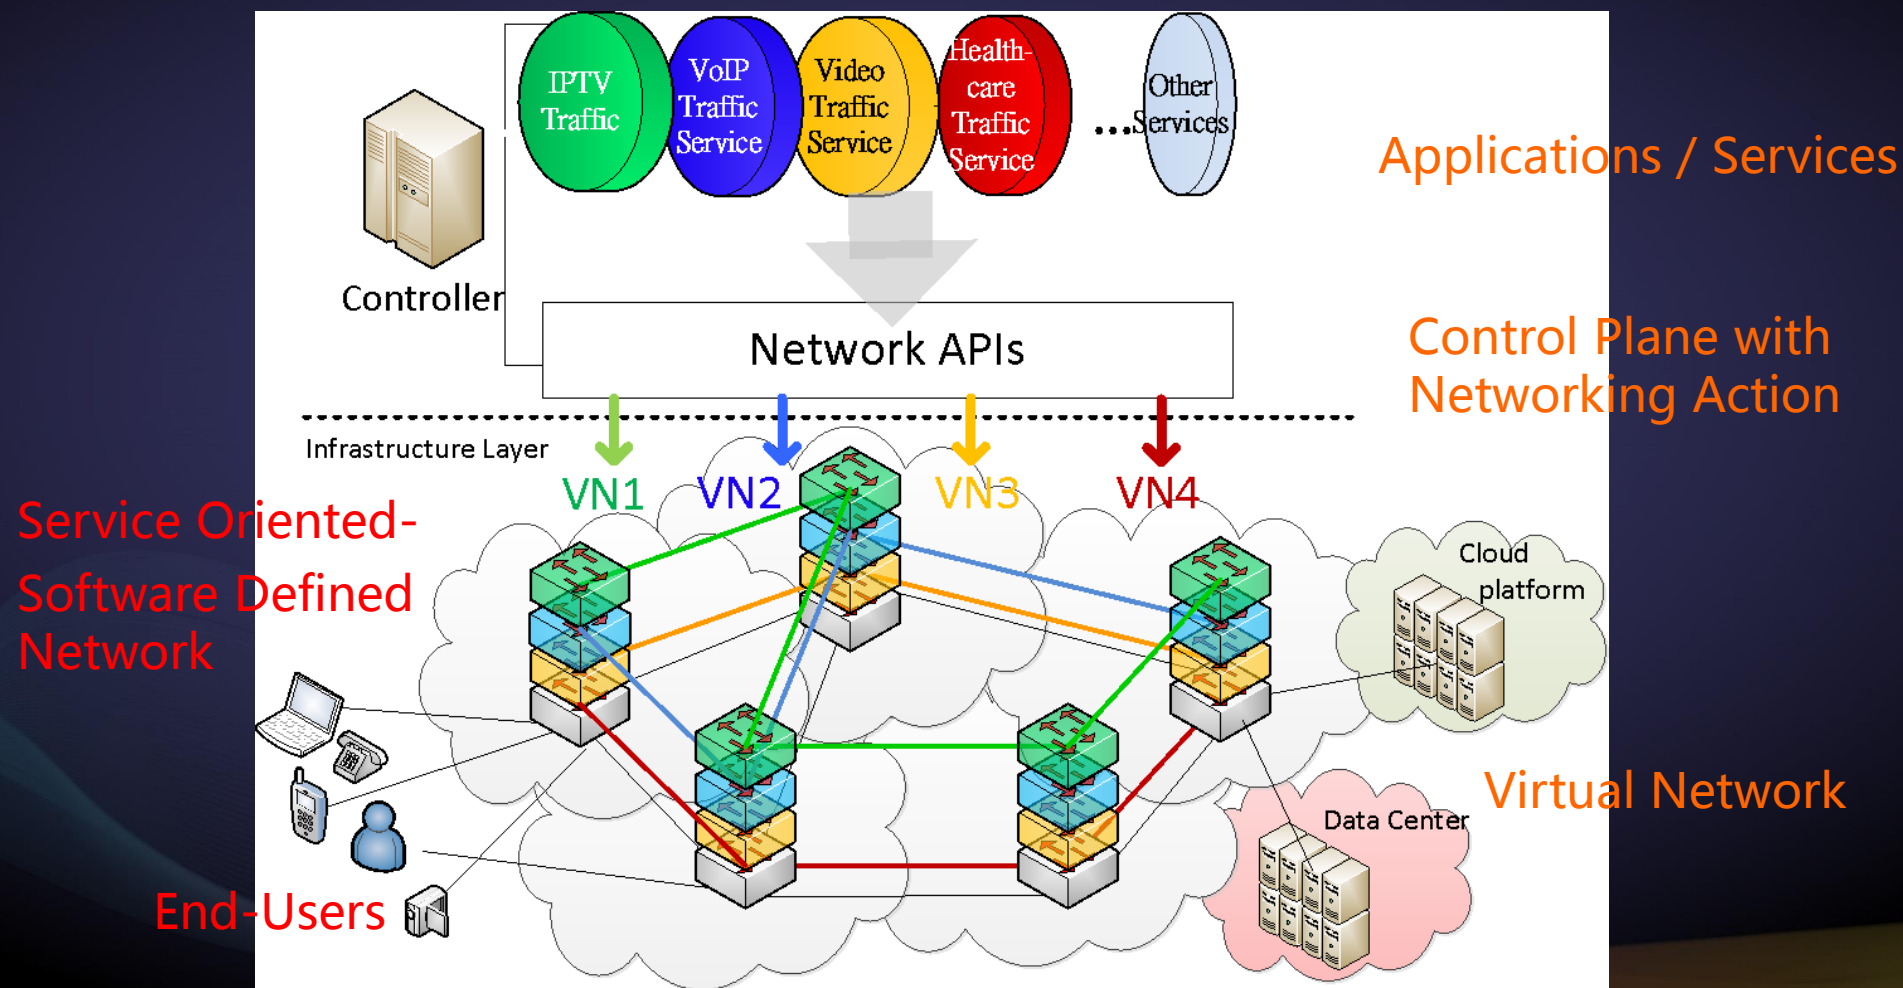 IPTV
Traffic
VoIP
Traffic
Service
Video
Traffic
Service
Health-
care
Traffic
Service
...
Other
Services
Applications / Services
Controller
Network APIs
Control Plane with
Networking Action
Infrastructure Layer
VN1
VN2
VN3
VN4
Service Oriented-
Software Defined
Network
Cloud
platform
Virtual Network
Data Center
End-Users